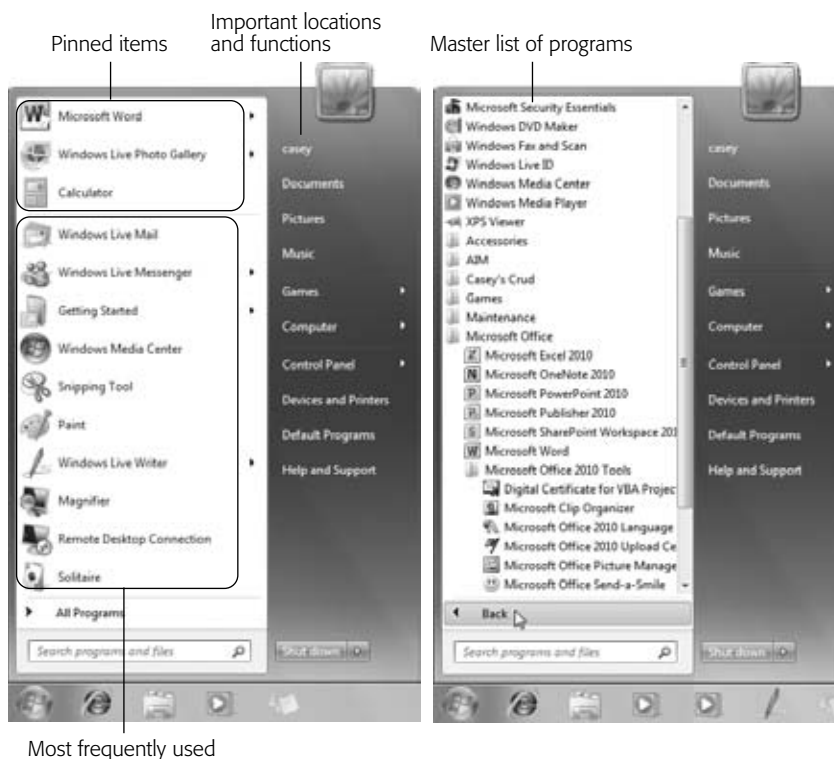 Important locations
and functions
Pinned items
Master list of programs
Microsoft Word
Windows Live Photo Gallery
Calculator
Windows Live Mail
Windows Live Messenger
Getting Started
Windows Media Center
Snipping Tool
Paint
Windows Live Writer
Magnifier
Remote Desktop Connection
Solitaire
All Programs
Search programs and files
casey
Documents
Pictures
Music
Games
Computer
Control Panel
Devices and Printers
Default Programs
Help and Support
Shut down
Most frequently used
Microsoft Security Essentials
Windows DVD Maker
Windows Fax and Scan
Windows Live ID
Windows Media Center
Windows Media Player
XPS Viewer
Accessories
AIM
Casey's Crud
Games
Maintenance
Microsoft Office
Microsoft Excel 2010
Microsoft OneNote 2010
Microsoft PowerPoint 2010
Microsoft Publisher 2010
Microsoft SharePoint Workspace 201
Microsoft Word
Microsoft Office 2010 Tools
Digital Certificate for VBA Projec
Microsoft Clip Organizer
Microsoft Office 2010 Language
Microsoft Office 2010 Upload Ce
Microsoft Office Picture Manage
Microsoft Office Send-a-Smile
Back
Search programs and files
casey
Documents
Pictures
Music
Games
Computer
Control Panel
Devices and Printers
Default Programs
Help and Support
Shut down